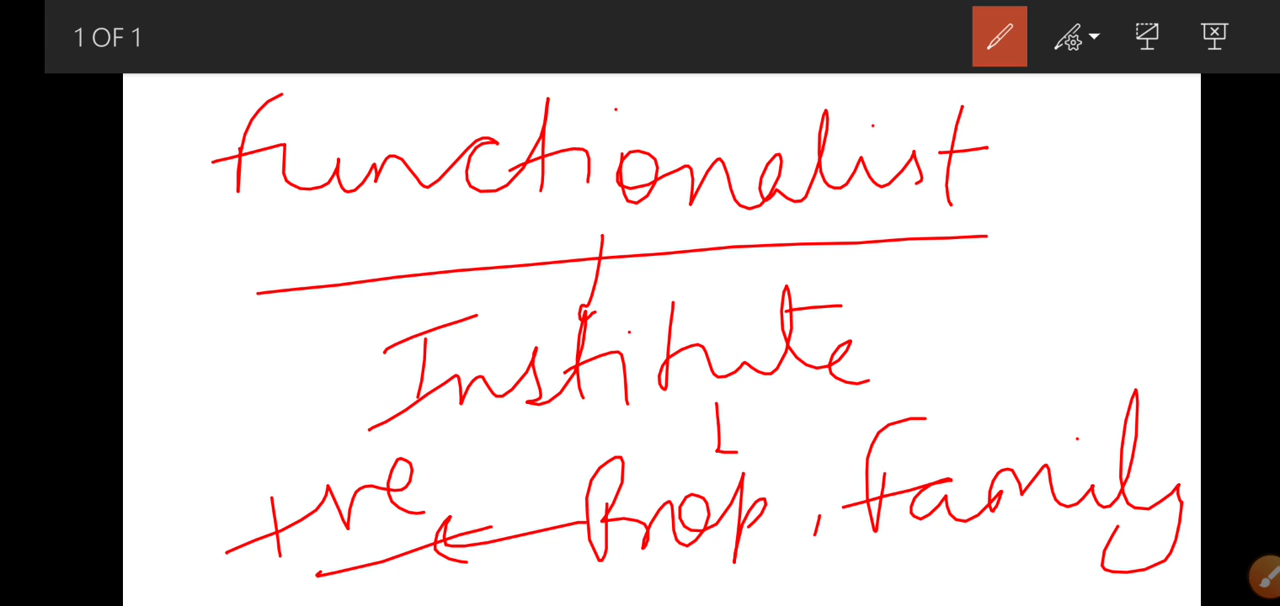 1 OF 1
Functionalist
Institute
+ve ← Prop, Family